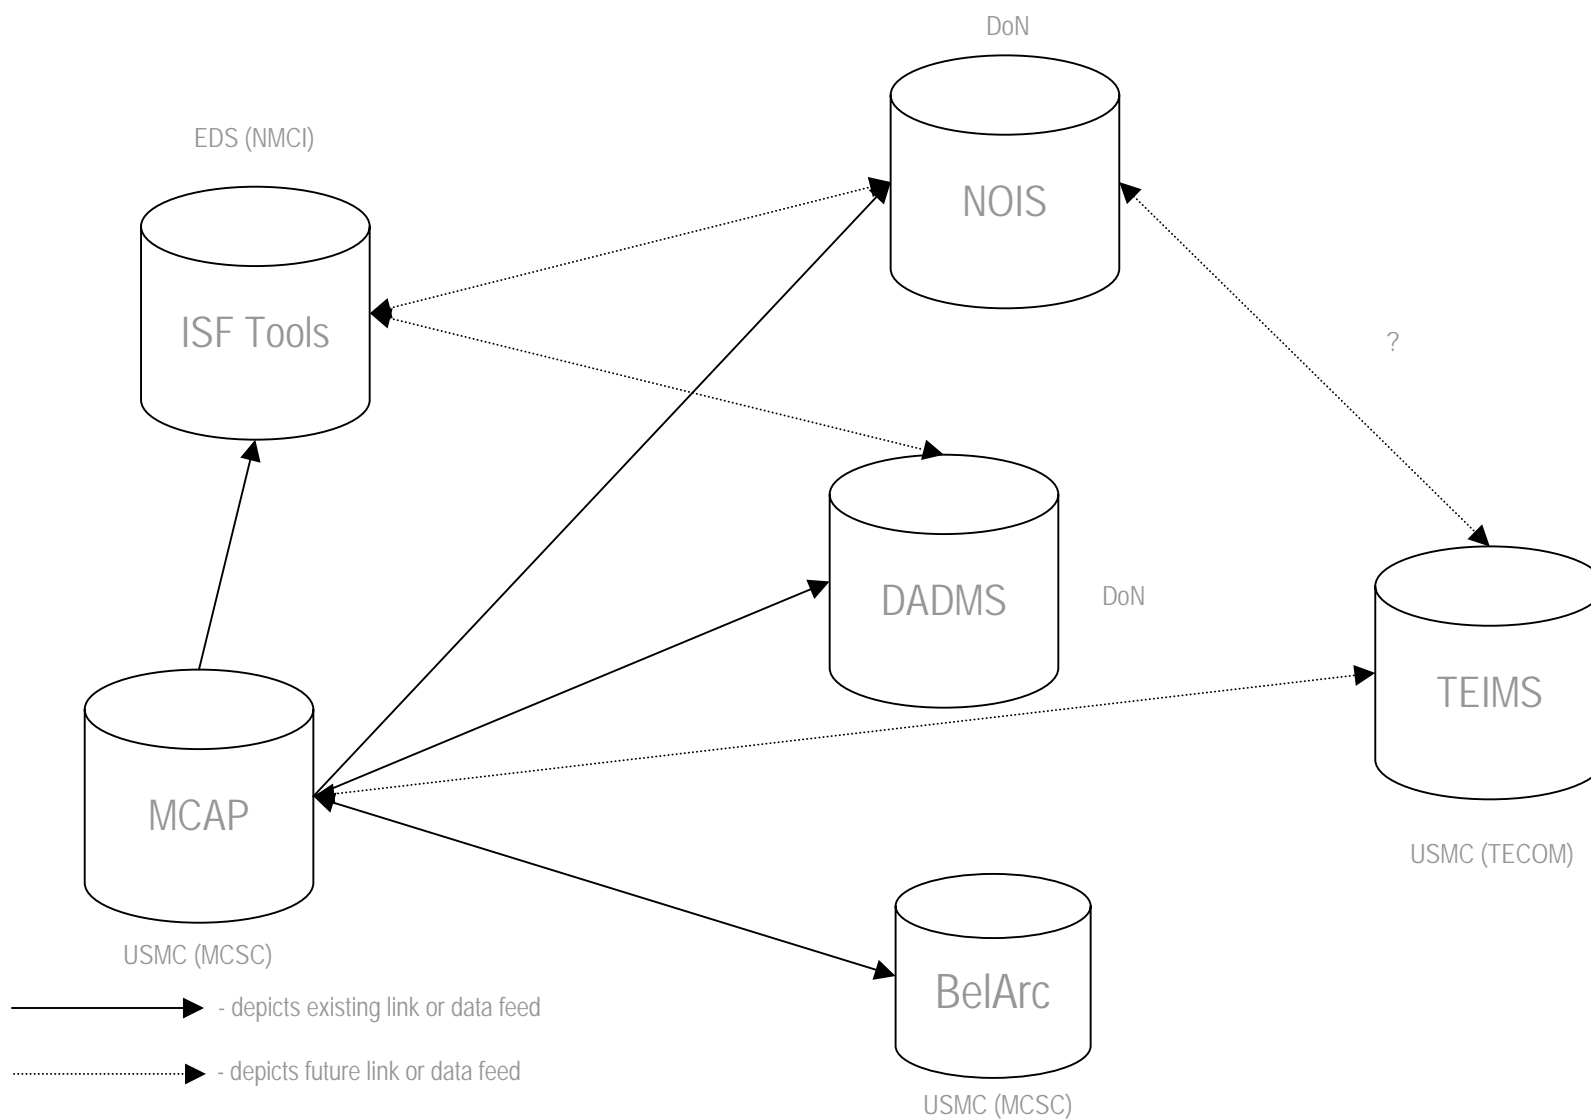 DoN
EDS (NMCI)
NOIS
ISF Tools
?
DADMS
DoN
TEIMS
MCAP
USMC (TECOM)
USMC (MCSC)
BelArc
- depicts existing link or data feed
- depicts future link or data feed
USMC (MCSC)